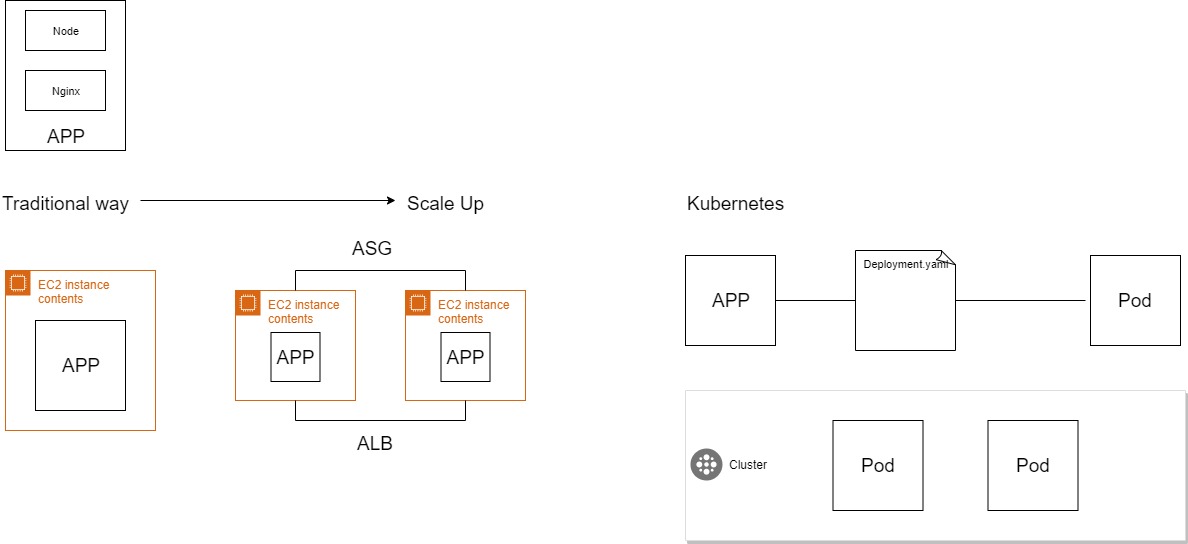 Node
Nginx
APP
Traditional way
Scale Up
Kubernetes
ASG
EC2 instance
contents
APP
EC2 instance
contents
APP
EC2 instance
contents
APP
ALB
APP
Deployment.yaml
Pod
Cluster
Pod
Pod